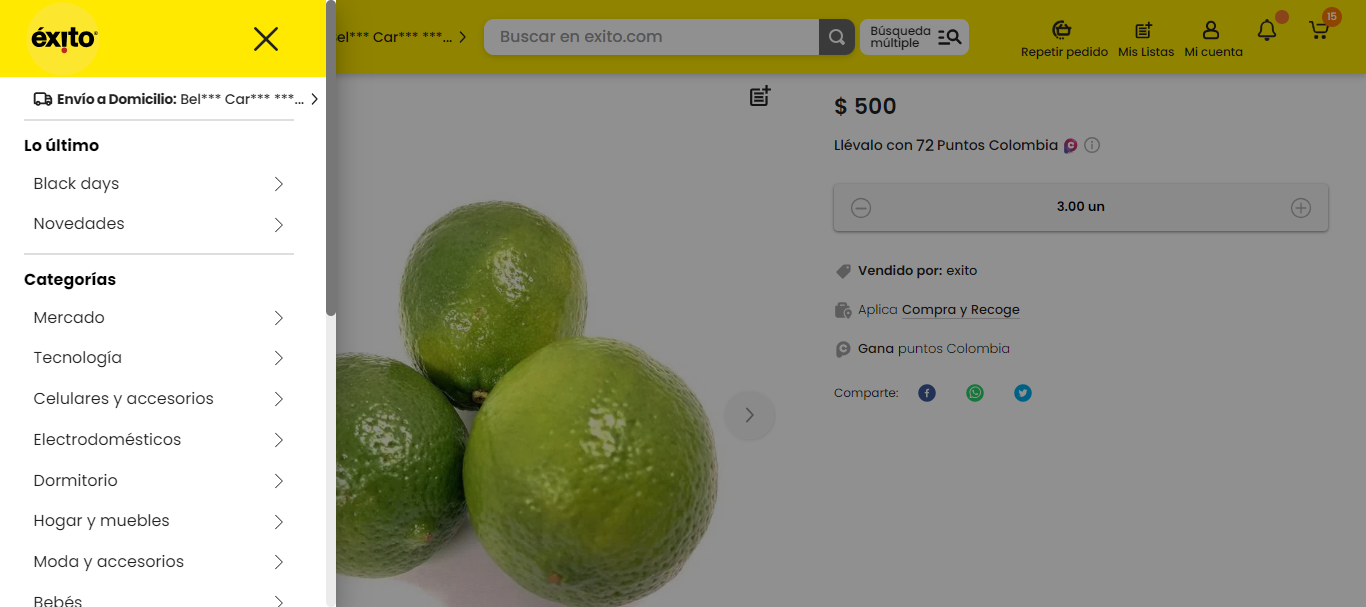 éxito
Envío a Domicilio: Bel*** Car*** ***...
Lo último
Black days
Novedades
Categorías
Mercado
Tecnología
Celulares y accesorios
Electrodomésticos
Dormitorio
Hogar y muebles
Moda y accesorios
Bebés
el*** Car*** ***...
Buscar en exito.com
Búsqueda
múltiple
Repetir pedido
Mis Listas
Mi cuenta
15
$ 500
Llévalo con 72 Puntos Colombia
3.00 un
Vendido por: exito
Aplica Compra y Recoge
Gana puntos Colombia
Comparte: